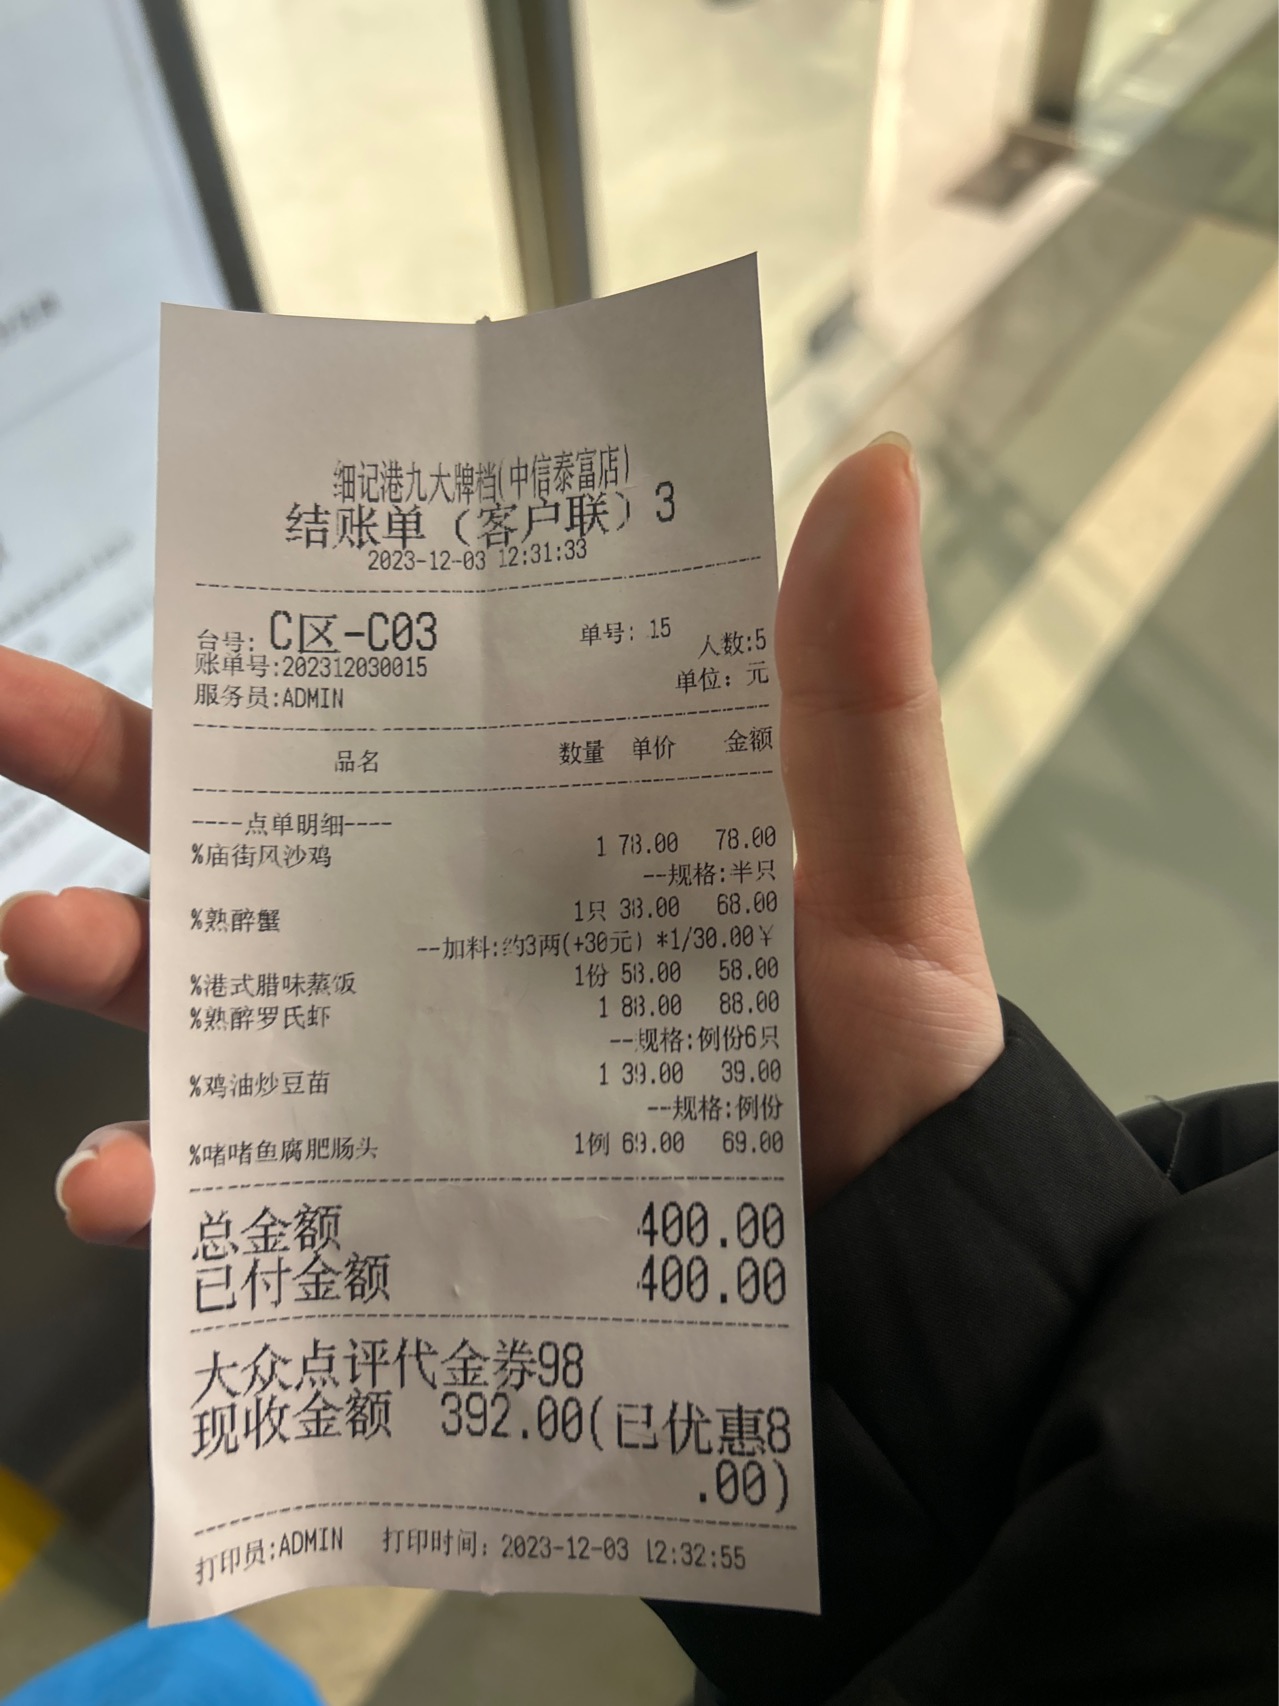 细记港九大牌档(中信泰富店)
结账单（客户联）3
2023-12-03 12:31:33
台号: C区-C03 单号: 15 人数:5
账单号:202312030015 单位: 元
服务员:ADMIN
品名 数量 单价 金额
----点单明细----
%庙街风沙鸡 1 78.00 78.00
--规格:半只
%熟醉蟹 1只 38.00 68.00
--加料:约3两(+30元) *1/30.00¥
%港式腊味蒸饭 1份 58.00 58.00
%熟醉罗氏虾 1 88.00 88.00
--规格:例份6只
%鸡油炒豆苗 1 39.00 39.00
--规格:例份
%啫啫鱼腐肥肠头 1例 69.00 69.00
总金额 400.00
已付金额 400.00
大众点评代金券98
现收金额 392.00(已优惠8
.00)
打印员:ADMIN 打印时间: 2023-12-03 12:32:55